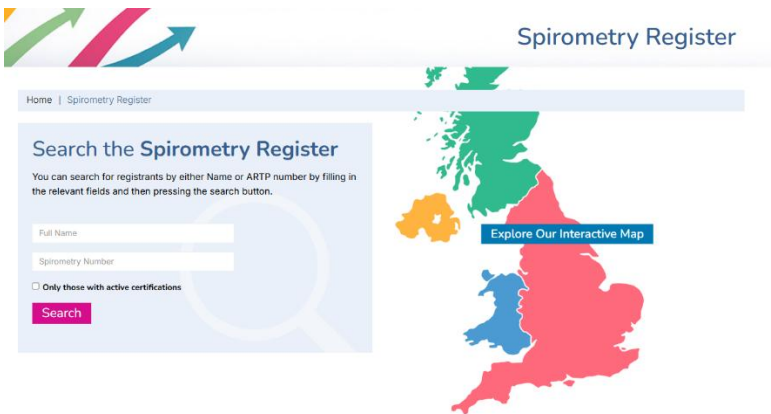 Spirometry Register
Home | Spirometry Register
Search the Spirometry Register
You can search for registrants by either Name or ARTP number by filling in
the relevant fields and then pressing the search button.
Full Name
Spirometry Number
Only those with active certifications
Search
Explore Our Interactive Map